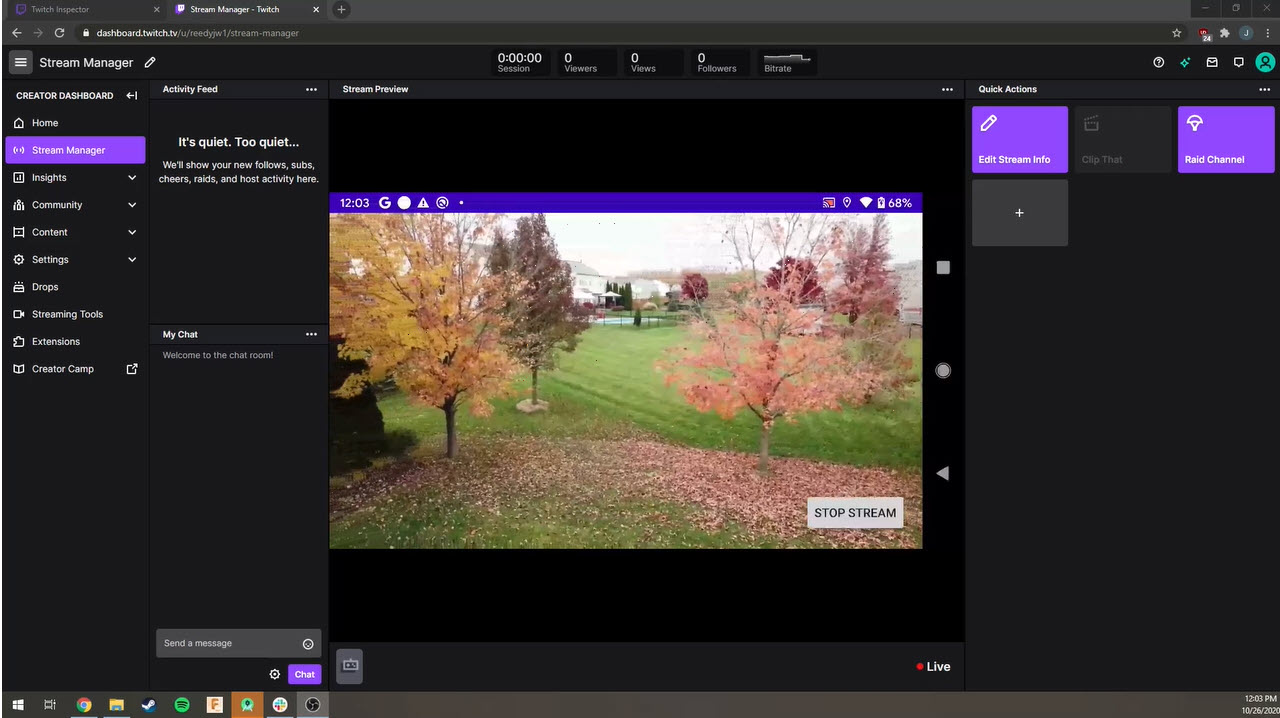 Twitch Inspector
Stream Manager - Twitch
dashboard.twitch.tv/u/reedyjw1/stream-manager
24
J
Stream Manager
0:00:00
Session
0
Viewers
0
Views
0
Followers
Bitrate
CREATOR DASHBOARD
Home
Stream Manager
Insights
Community
Content
Settings
Drops
Streaming Tools
Extensions
Creator Camp
Activity Feed
It's quiet. Too quiet...
We'll show your new follows, subs,
cheers, raids, and host activity here.
My Chat
Welcome to the chat room!
Send a message
Chat
Stream Preview
12:03
G
68%
STOP STREAM
Live
Quick Actions
Edit Stream Info
Clip That
Raid Channel
12:03 PM
10/26/2020